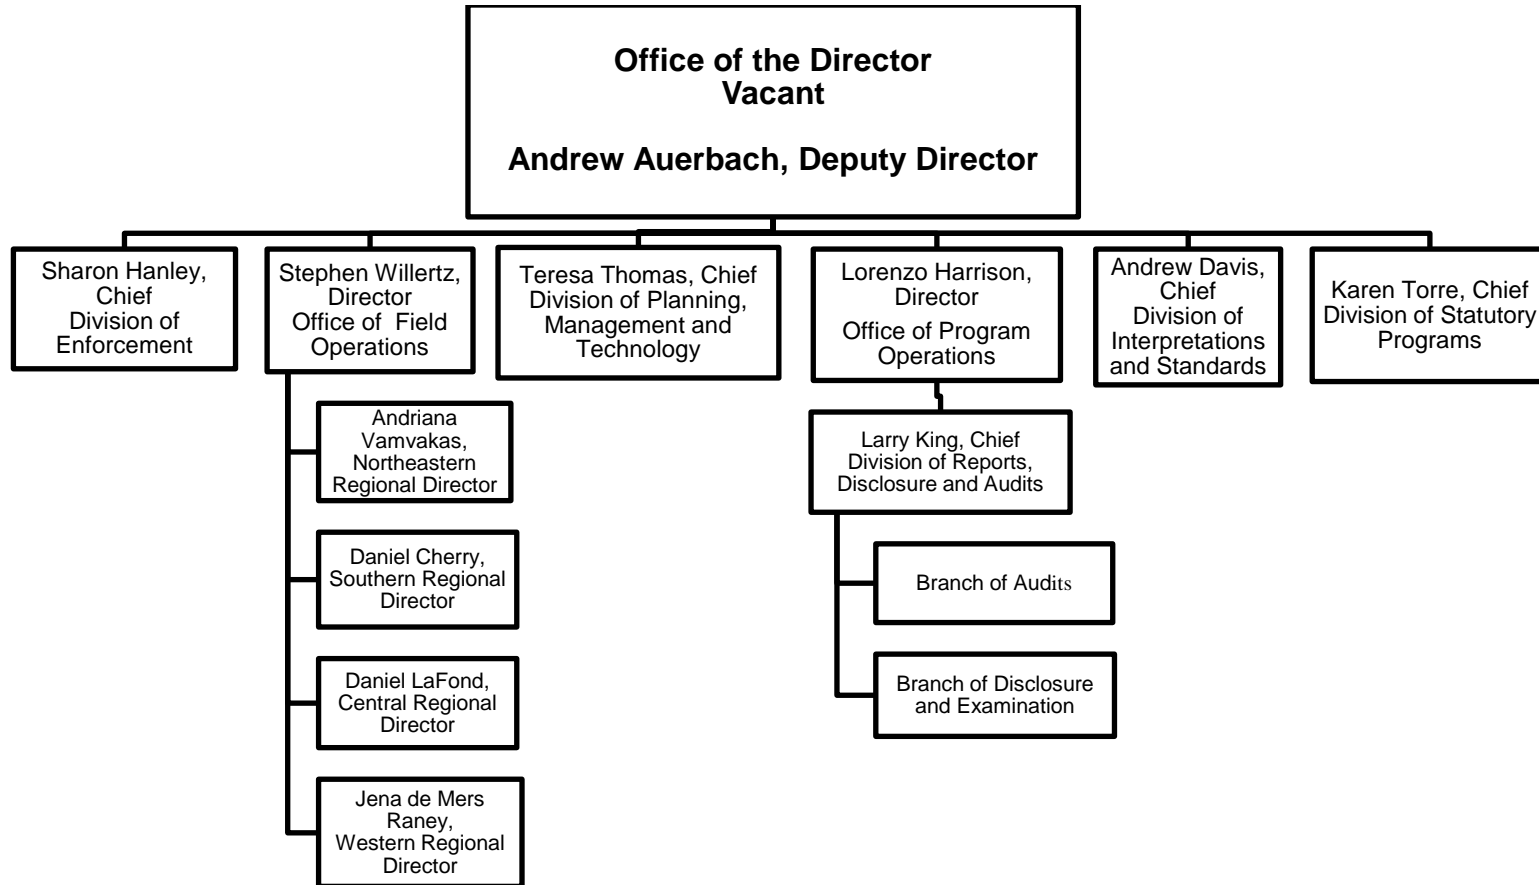 Office of the Director
Vacant
Andrew Auerbach, Deputy Director
Sharon Hanley,
Chief
Division of
Enforcement
Stephen Willertz,
Director
Office of Field
Operations
Teresa Thomas, Chief
Division of Planning,
Management and
Technology
Lorenzo Harrison,
Director
Office of Program
Operations
Andrew Davis,
Chief
Division of
Interpretations
and Standards
Karen Torre, Chief
Division of Statutory
Programs
Andriana
Vamvakas,
Northeastern
Regional Director
Daniel Cherry,
Southern Regional
Director
Daniel LaFond,
Central Regional
Director
Jena de Mers
Raney,
Western Regional
Director
Larry King, Chief
Division of Reports,
Disclosure and Audits
Branch of Audits
Branch of Disclosure
and Examination